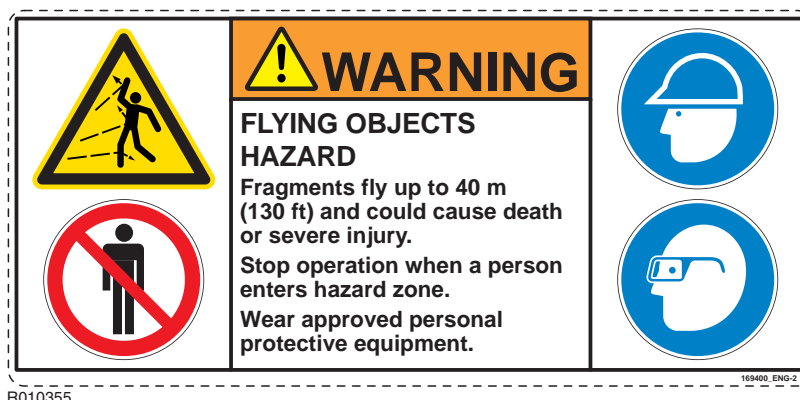 WARNING
FLYING OBJECTS
HAZARD
Fragments fly up to 40 m
(130 ft) and could cause death
or severe injury.
Stop operation when a person
enters hazard zone.
Wear approved personal
protective equipment.
169400_ENG-2
R010355